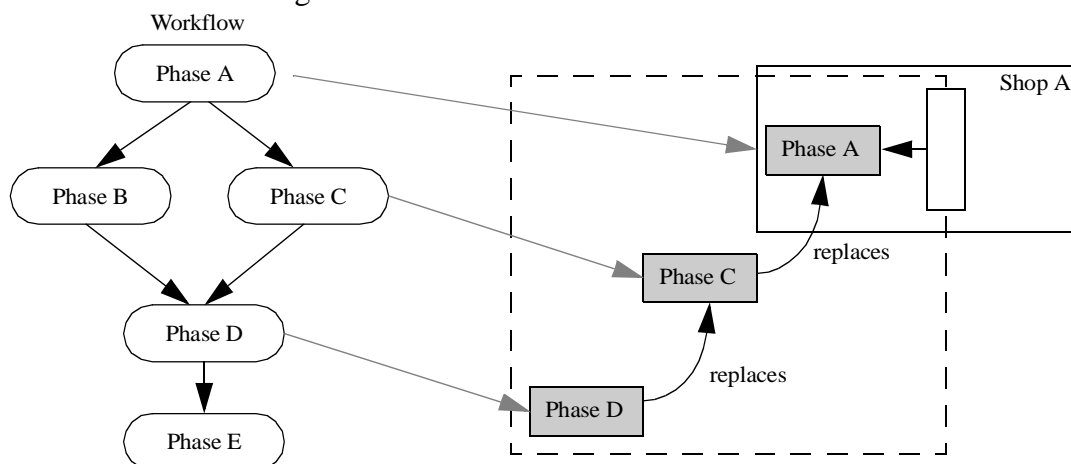 Workflow
Phase A
Shop A
Phase A
Phase B
Phase C
replaces
Phase C
Phase D
replaces
Phase D
Phase E